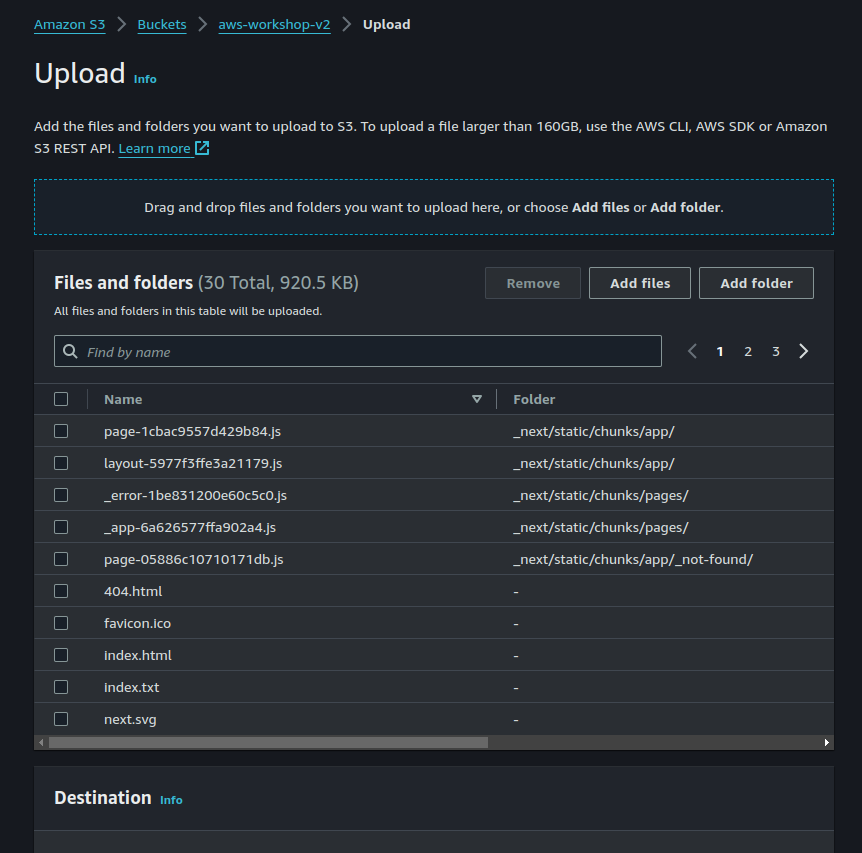 Amazon S3 > Buckets > aws-workshop-v2 > Upload
Upload Info
Add the files and folders you want to upload to S3. To upload a file larger than 160GB, use the AWS CLI, AWS SDK or Amazon
S3 REST API. Learn more
Drag and drop files and folders you want to upload here, or choose Add files or Add folder.
Files and folders (30 Total, 920.5 KB)
Remove Add files Add folder
All files and folders in this table will be uploaded.
Find by name
1 2 3
Name Folder
page-1cbac9557d429b84.js _next/static/chunks/app/
layout-5977f3ffe3a21179.js _next/static/chunks/app/
_error-1be831200e60c5c0.js _next/static/chunks/pages/
_app-6a626577ffa902a4.js _next/static/chunks/pages/
page-05886c10710171db.js _next/static/chunks/app/_not-found/
404.html -
favicon.ico -
index.html -
index.txt -
next.svg -
Destination Info